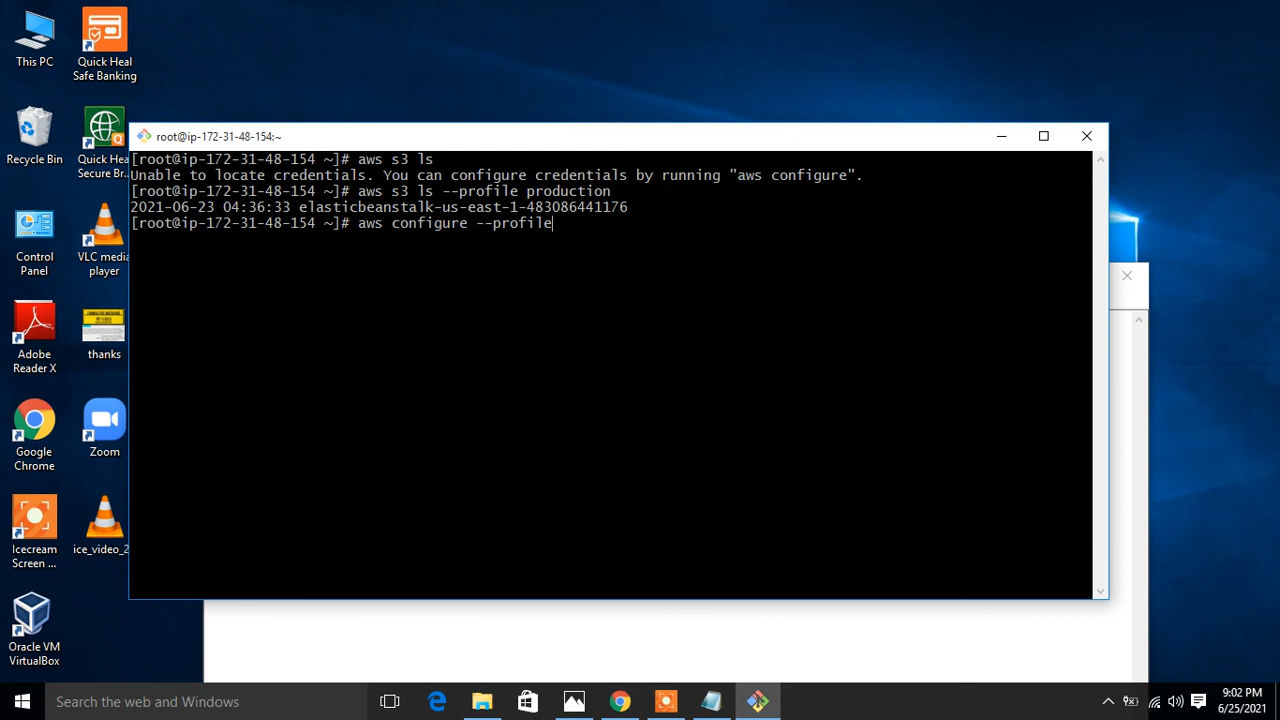 This PC
Quick Heal
Safe Banking
Recycle Bin
Quick Hea
Secure Br...
Control
Panel
VLC media
player
Adobe
Reader X
thanks
Google
Chrome
Zoom
Icecream
Screen ...
ice_video_2
Oracle VM
VirtualBox
root@ip-172-31-48-154:~
[root@ip-172-31-48-154 ~]# aws s3 ls
Unable to locate credentials. You can configure credentials by running "aws configure".
[root@ip-172-31-48-154 ~]# aws s3 ls --profile production
2021-06-23 04:36:33 elasticbeanstalk-us-east-1-483086441176
[root@ip-172-31-48-154 ~]# aws configure --profile
Search the web and Windows
9:02 PM
6/25/2021